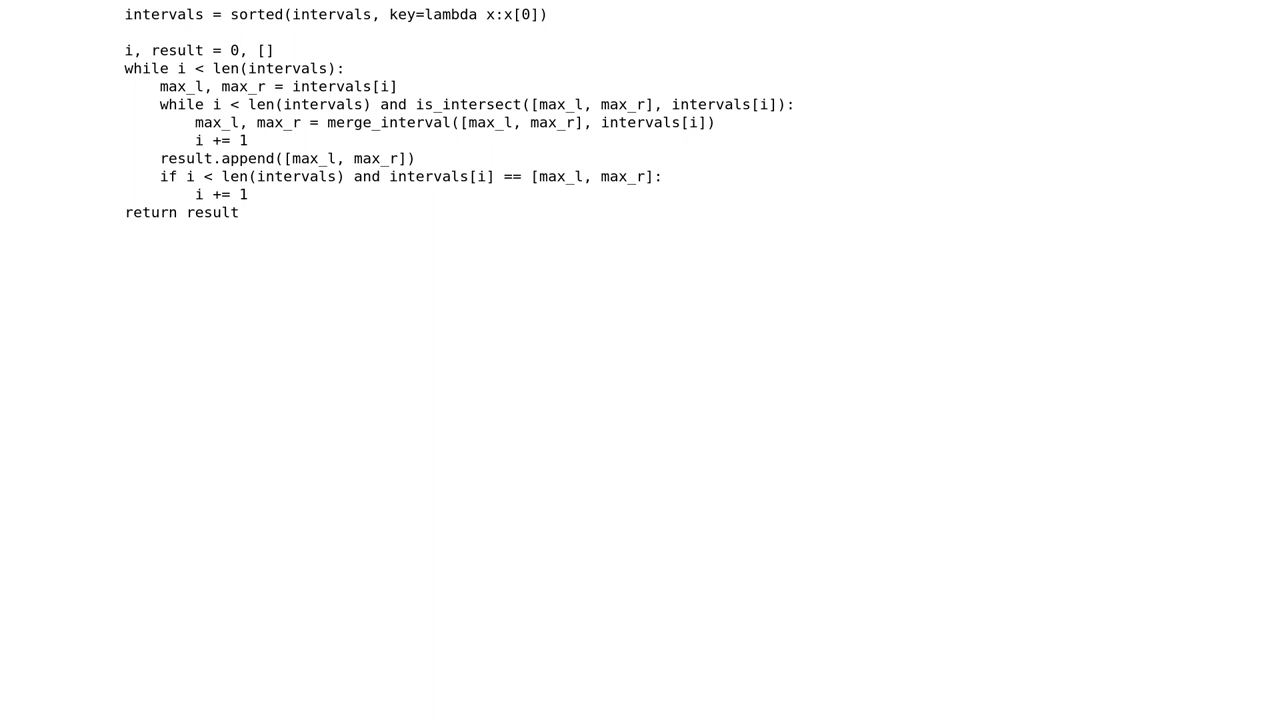 intervals = sorted(intervals, key=lambda x:x[0])

i, result = 0, []
while i < len(intervals):
    max_l, max_r = intervals[i]
    while i < len(intervals) and is_intersect([max_l, max_r], intervals[i]):
        max_l, max_r = merge_interval([max_l, max_r], intervals[i])
        i += 1
    result.append([max_l, max_r])
    if i < len(intervals) and intervals[i] == [max_l, max_r]:
        i += 1
return result